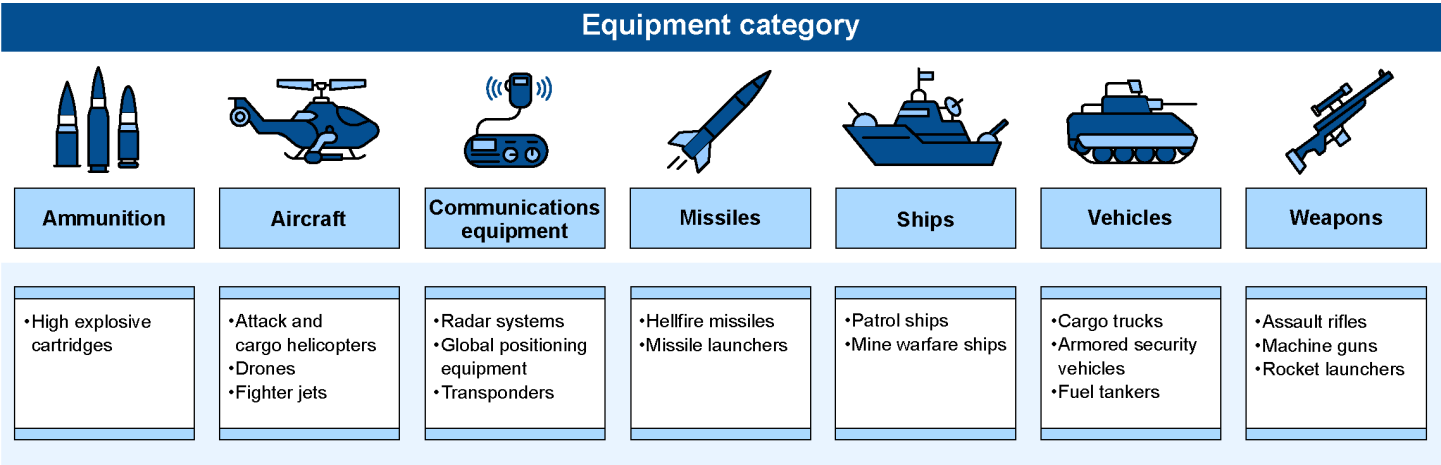 Equipment category
Ammunition
Aircraft
Communications
equipment
Missiles
Ships
Vehicles
Weapons
•High explosive
cartridges
•Attack and
cargo helicopters
•Drones
•Fighter jets
•Radar systems
•Global positioning
equipment
•Transponders
•Hellfire missiles
•Missile launchers
•Patrol ships
•Mine warfare ships
•Cargo trucks
•Armored security
vehicles
•Fuel tankers
•Assault rifles
•Machine guns
•Rocket launchers